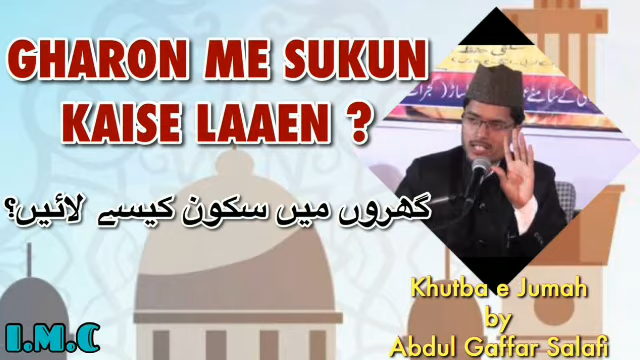 GHARON ME SUKUN
KAISE LAAEN ?
گھروں میں سکون کیسے لائیں؟
Khutba e Jumah
by
Abdul Gaffar Salafi
I.M.C